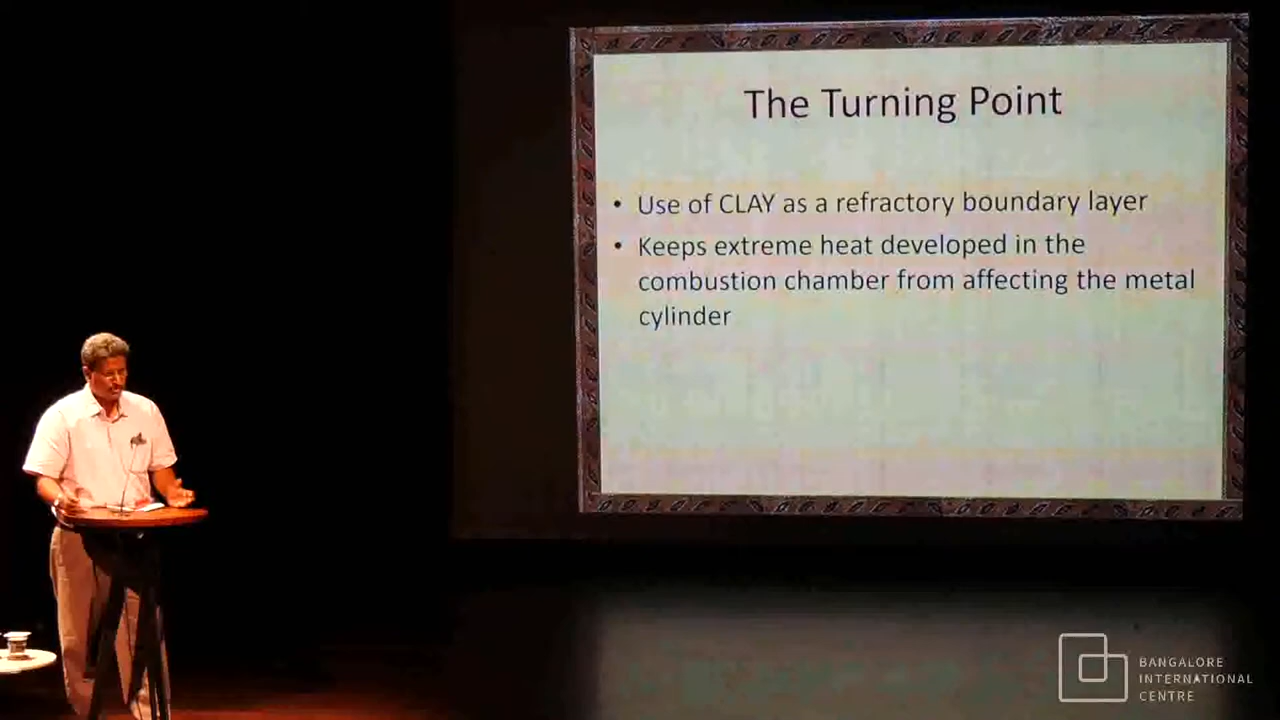 The Turning Point
• Use of CLAY as a refractory boundary layer
• Keeps extreme heat developed in the
combustion chamber from affecting the metal
cylinder
BANGALORE
INTERNATIONAL
CENTRE